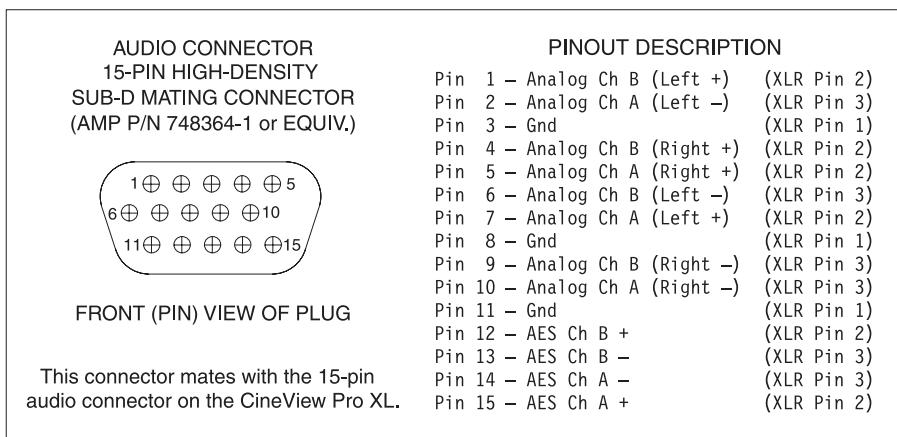 AUDIO CONNECTOR
15-PIN HIGH-DENSITY
SUB-D MATING CONNECTOR
(AMP P/N 748364-1 or EQUIV.)
1 5
6 10
11 15
FRONT (PIN) VIEW OF PLUG
This connector mates with the 15-pin
audio connector on the CineView Pro XL.
PINOUT DESCRIPTION
Pin 1 – Analog Ch B (Left +) (XLR Pin 2)
Pin 2 – Analog Ch A (Left –) (XLR Pin 3)
Pin 3 – Gnd (XLR Pin 1)
Pin 4 – Analog Ch B (Right +) (XLR Pin 2)
Pin 5 – Analog Ch A (Right +) (XLR Pin 2)
Pin 6 – Analog Ch B (Left –) (XLR Pin 3)
Pin 7 – Analog Ch A (Left +) (XLR Pin 2)
Pin 8 – Gnd (XLR Pin 1)
Pin 9 – Analog Ch B (Right –) (XLR Pin 3)
Pin 10 – Analog Ch A (Right –) (XLR Pin 3)
Pin 11 – Gnd (XLR Pin 1)
Pin 12 – AES Ch B + (XLR Pin 2)
Pin 13 – AES Ch B – (XLR Pin 3)
Pin 14 – AES Ch A – (XLR Pin 3)
Pin 15 – AES Ch A + (XLR Pin 2)